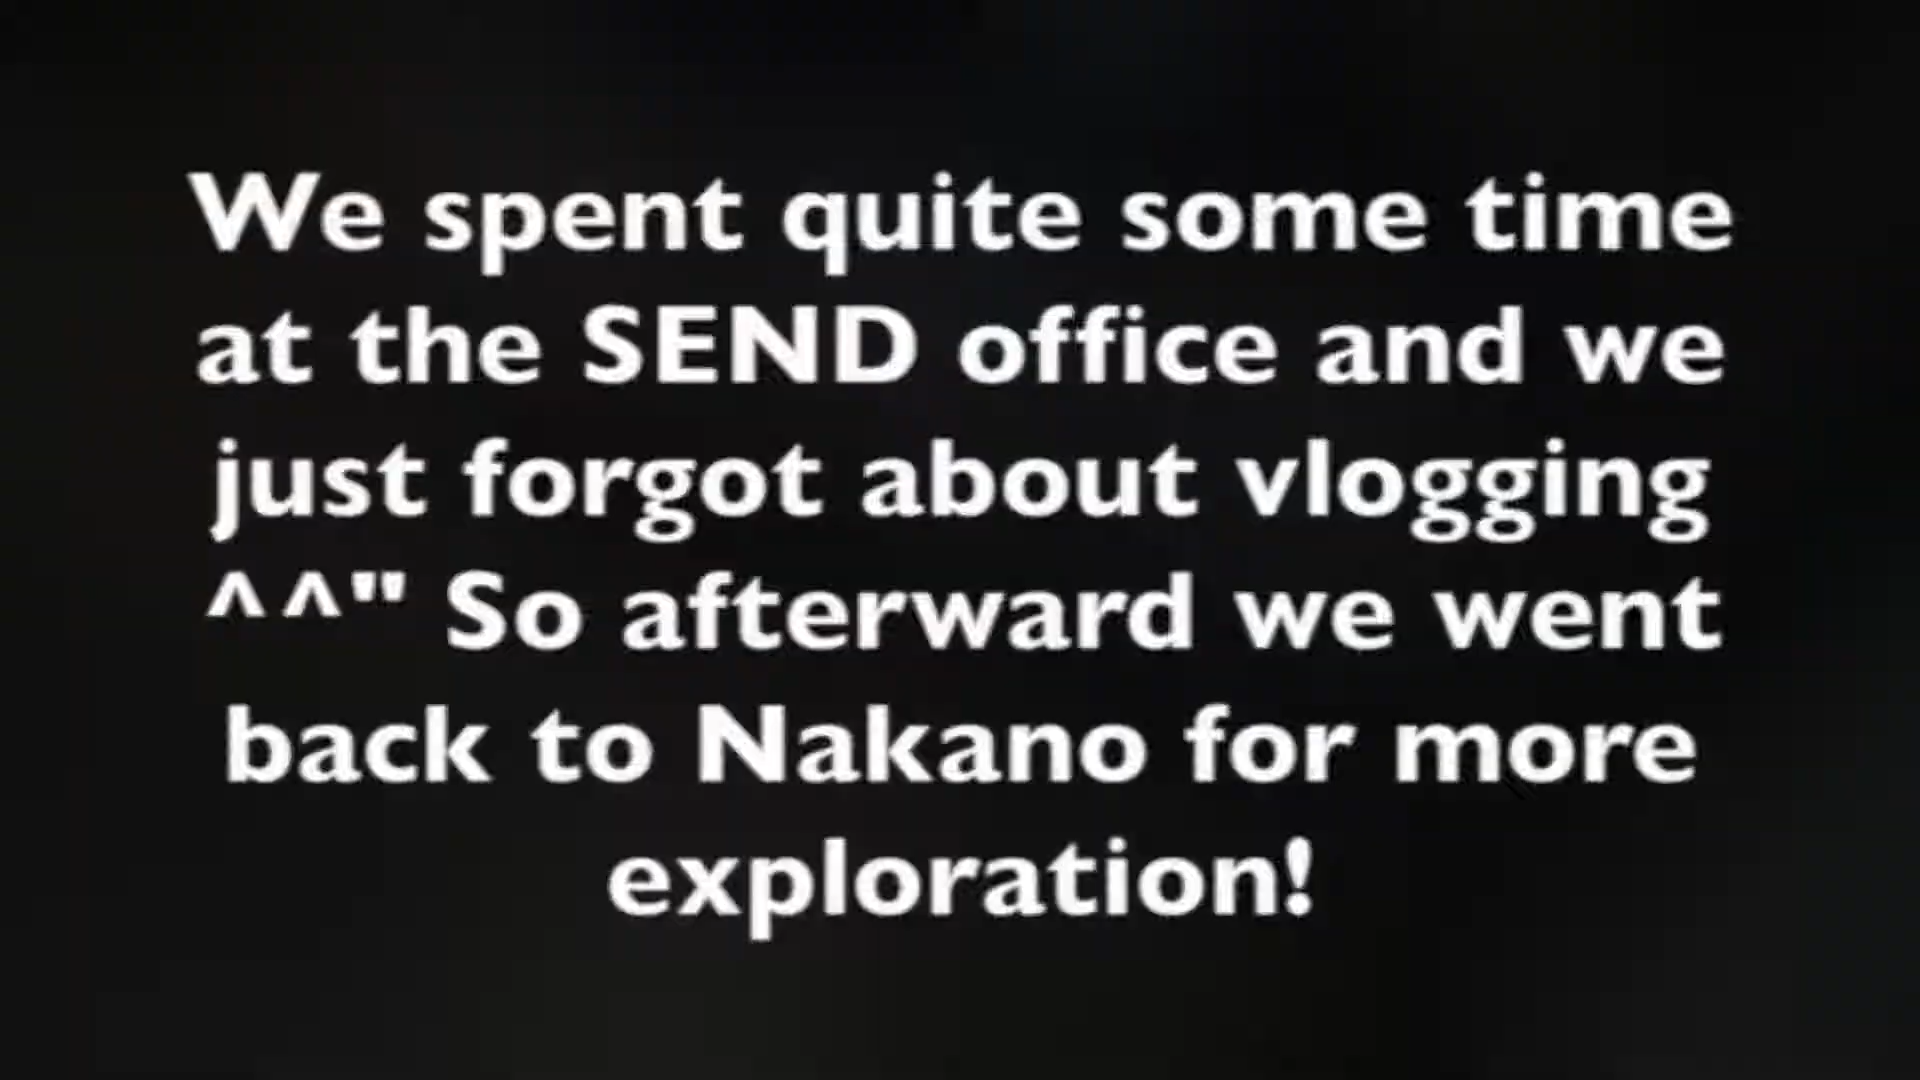 We spent quite some time
at the SEND office and we
just forgot about vlogging
^^" So afterward we went
back to Nakano for more
exploration!